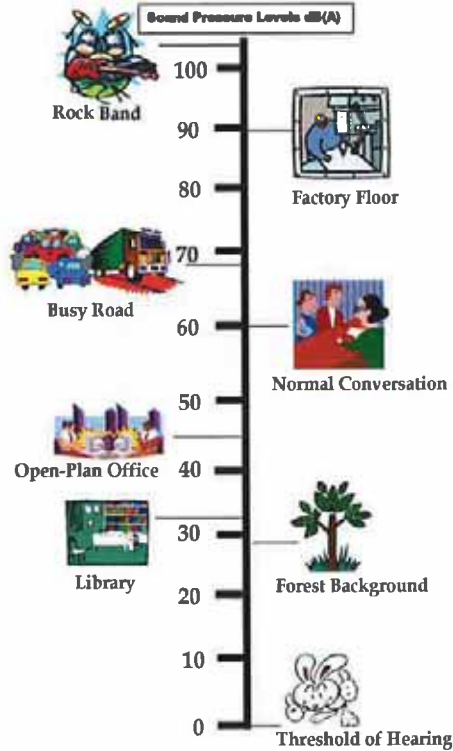 Sound Pressure Levels dB(A)
100
Rock Band
90
80
Factory Floor
70
Busy Road
60
Normal Conversation
50
Open-Plan Office
40
30
Library
Forest Background
20
10
0
Threshold of Hearing